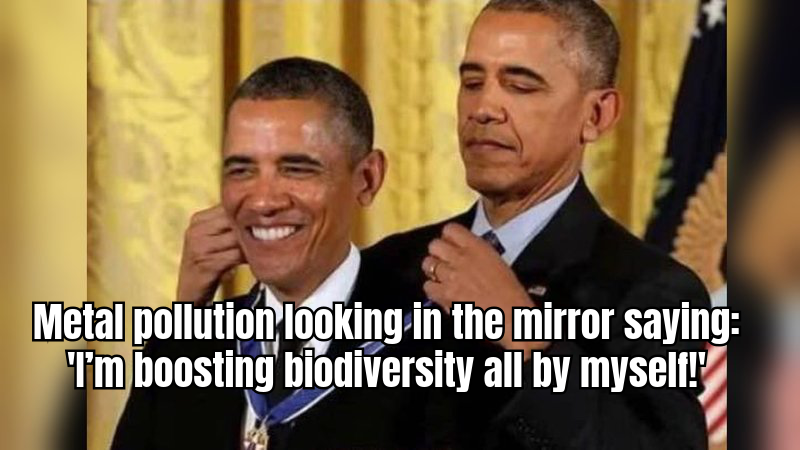 Metal pollution looking in the mirror saying:
'I’m boosting biodiversity all by myself!'